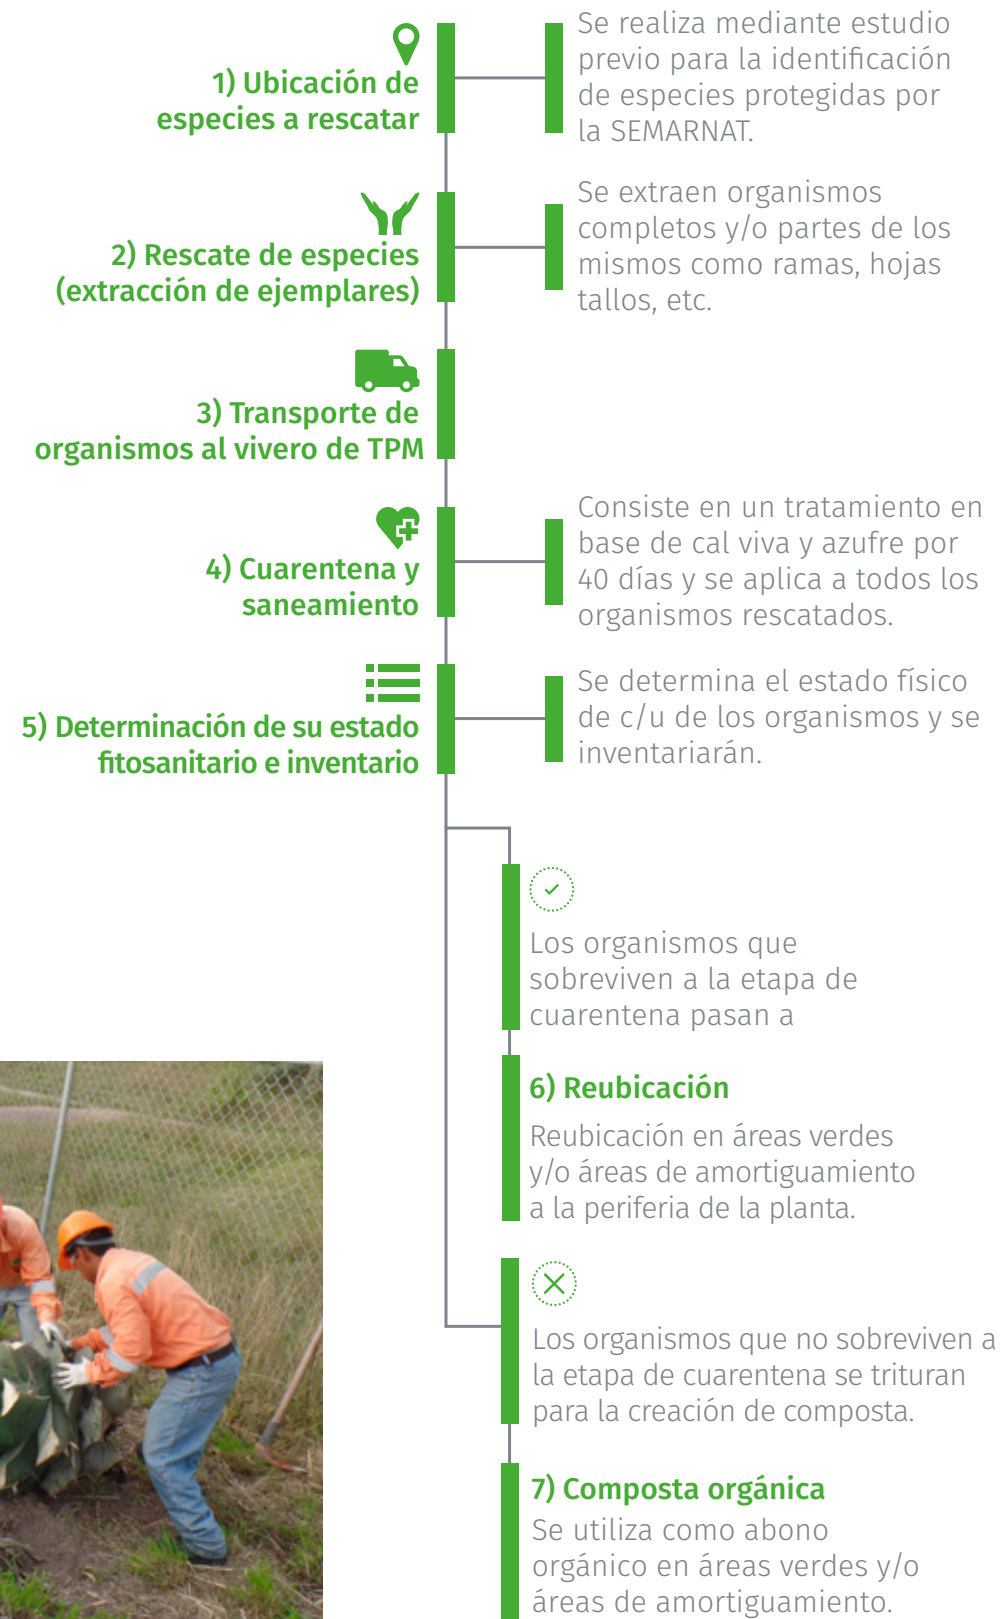 1) Ubicación de
especies a rescatar
Se realiza mediante estudio
previo para la identificación
de especies protegidas por
la SEMARNAT.
2) Rescate de especies
(extracción de ejemplares)
Se extraen organismos
completos y/o partes de los
mismos como ramas, hojas
tallos, etc.
3) Transporte de
organismos al vivero de TPM
4) Cuarentena y
saneamiento
Consiste en un tratamiento en
base de cal viva y azufre por
40 días y se aplica a todos los
organismos rescatados.
5) Determinación de su estado
fitosanitario e inventario
Se determina el estado físico
de c/u de los organismos y se
inventariarán.
Los organismos que
sobreviven a la etapa de
cuarentena pasan a
6) Reubicación
Reubicación en áreas verdes
y/o áreas de amortiguamiento
a la periferia de la planta.
Los organismos que no sobreviven a
la etapa de cuarentena se trituran
para la creación de composta.
7) Composta orgánica
Se utiliza como abono
orgánico en áreas verdes y/o
áreas de amortiguamiento.